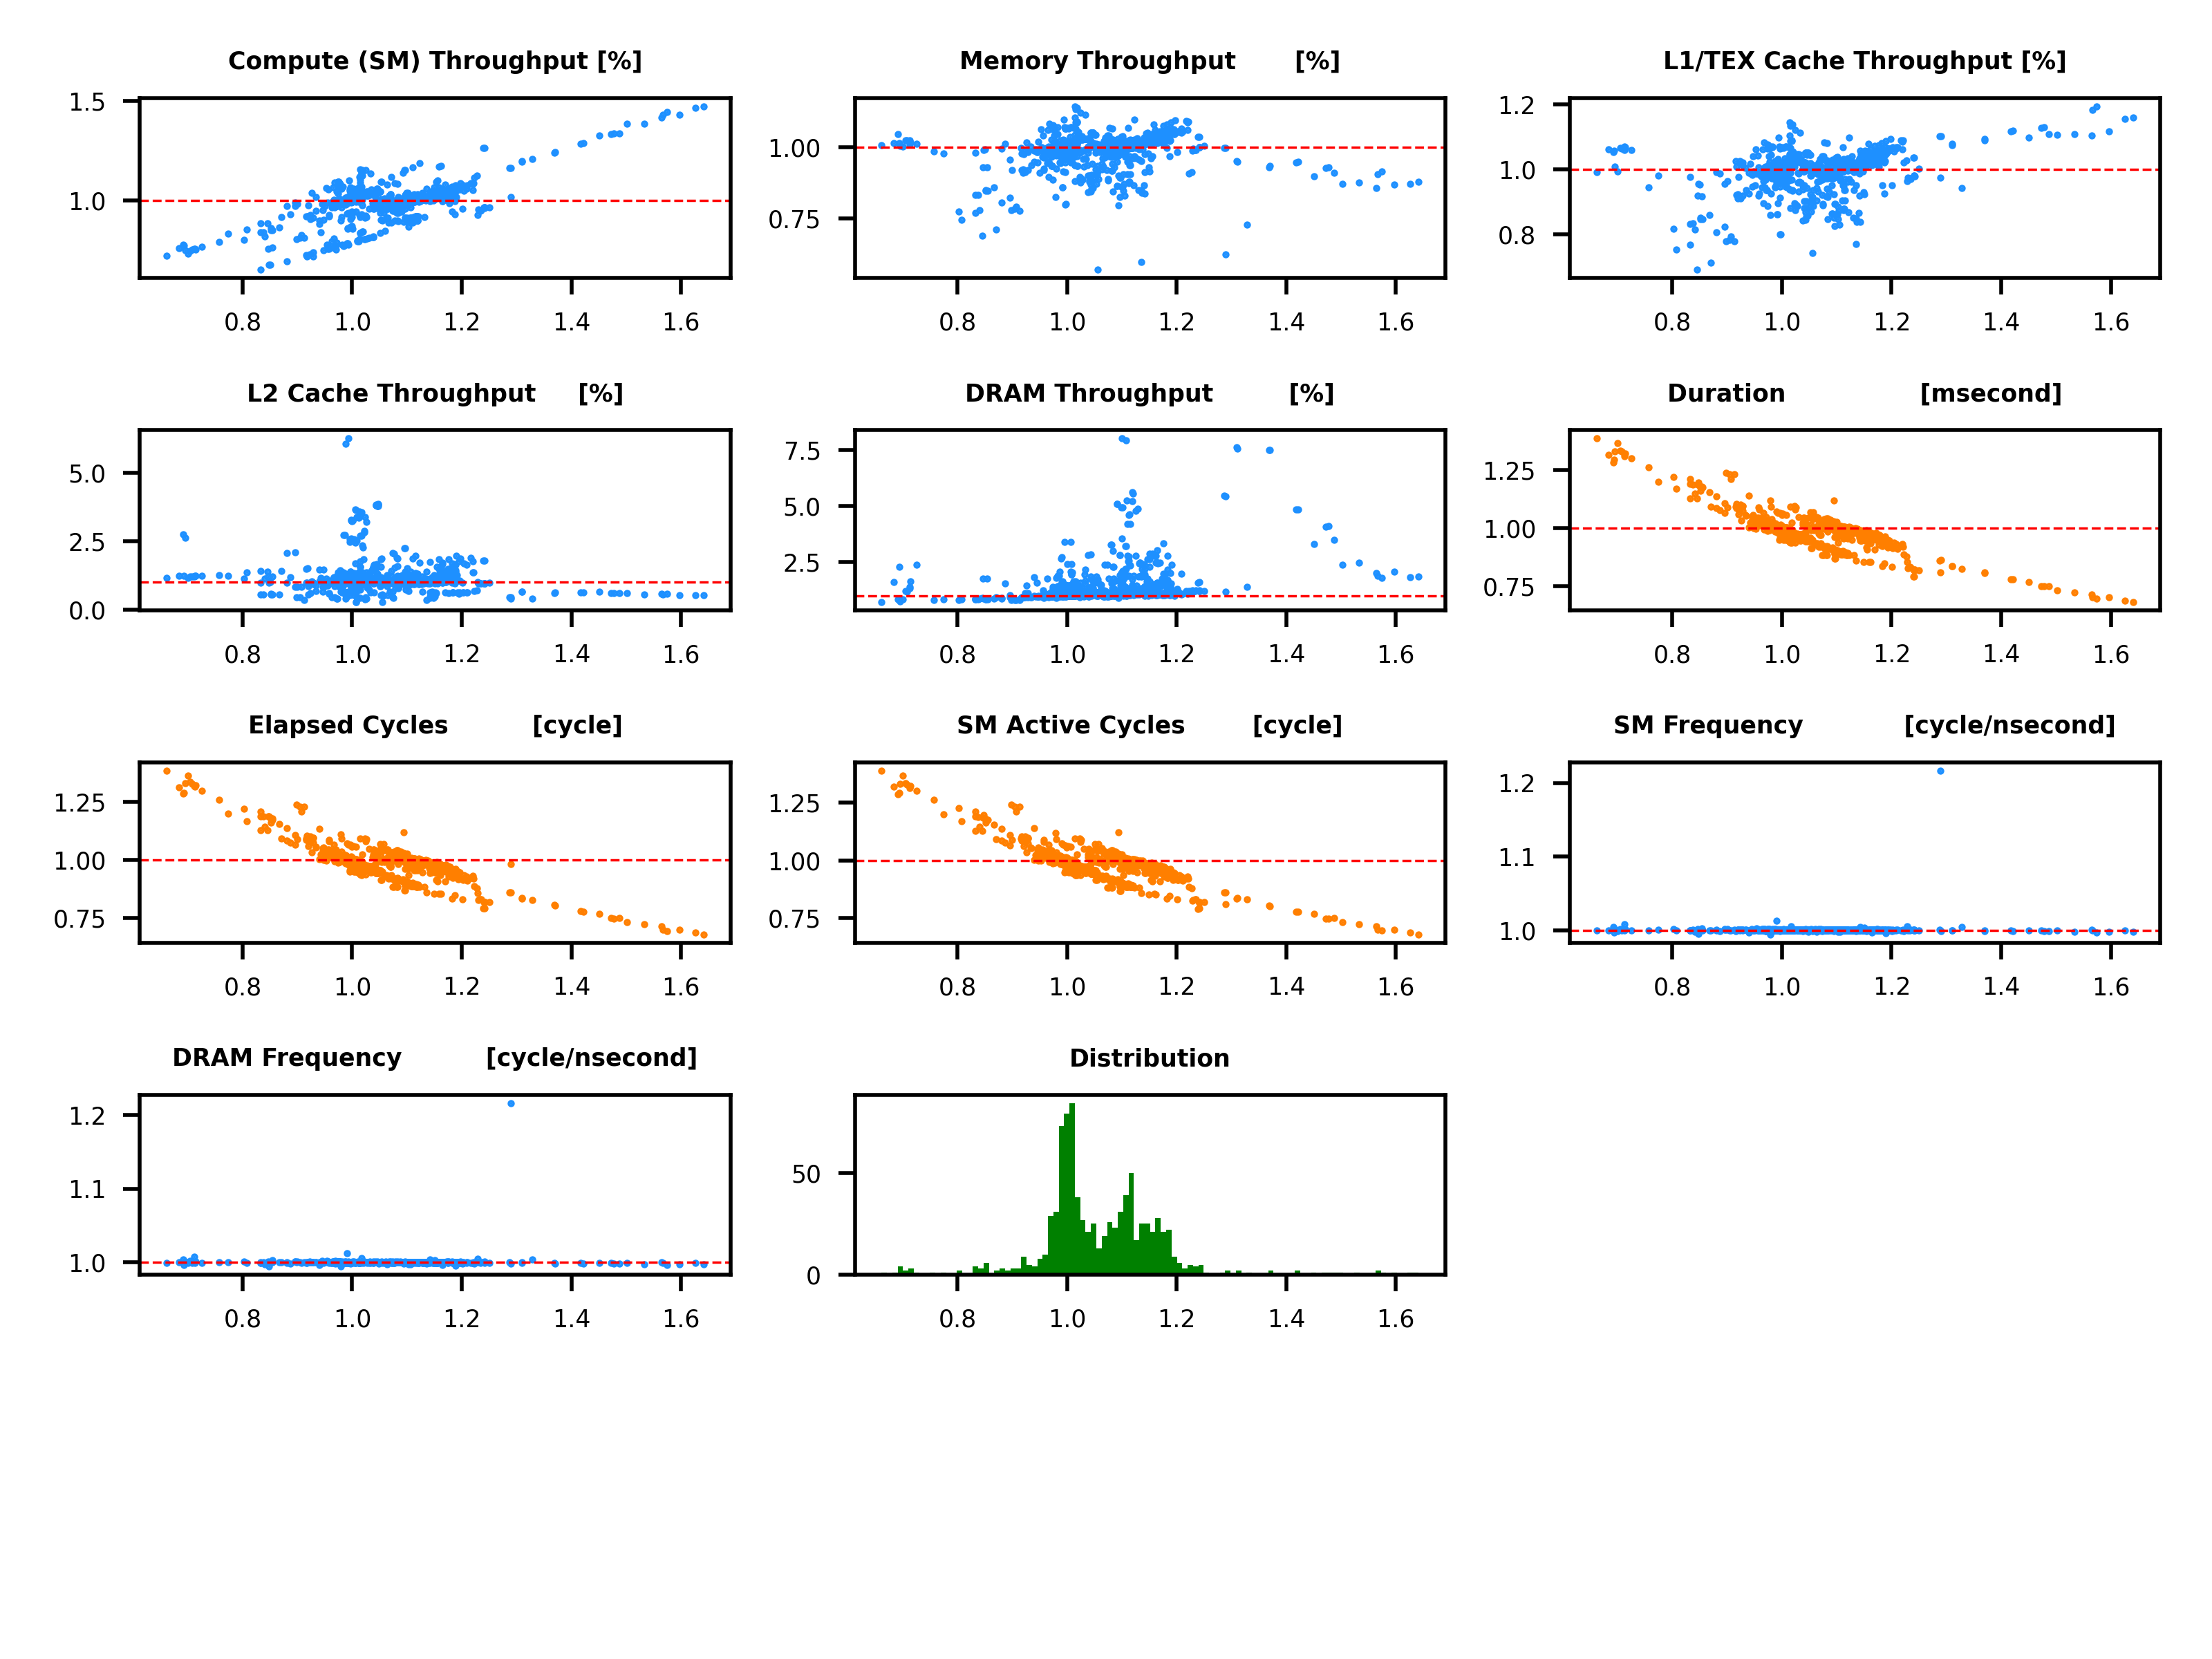 Compute (SM) Throughput [%]
Memory Throughput [%]
L1/TEX Cache Throughput [%]
1.5
1.0
0.8 1.0 1.2 1.4 1.6
1.00
0.75
0.8 1.0 1.2 1.4 1.6
1.2
1.0
0.8
0.8 1.0 1.2 1.4 1.6
L2 Cache Throughput [%]
DRAM Throughput [%]
Duration [msecond]
5.0
2.5
0.0
0.8 1.0 1.2 1.4 1.6
7.5
5.0
2.5
0.8 1.0 1.2 1.4 1.6
1.25
1.00
0.75
0.8 1.0 1.2 1.4 1.6
Elapsed Cycles [cycle]
SM Active Cycles [cycle]
SM Frequency [cycle/nsecond]
1.25
1.00
0.75
0.8 1.0 1.2 1.4 1.6
1.25
1.00
0.75
0.8 1.0 1.2 1.4 1.6
1.2
1.1
1.0
0.8 1.0 1.2 1.4 1.6
DRAM Frequency [cycle/nsecond]
Distribution
1.2
1.1
1.0
0.8 1.0 1.2 1.4 1.6
50
0
0.8 1.0 1.2 1.4 1.6